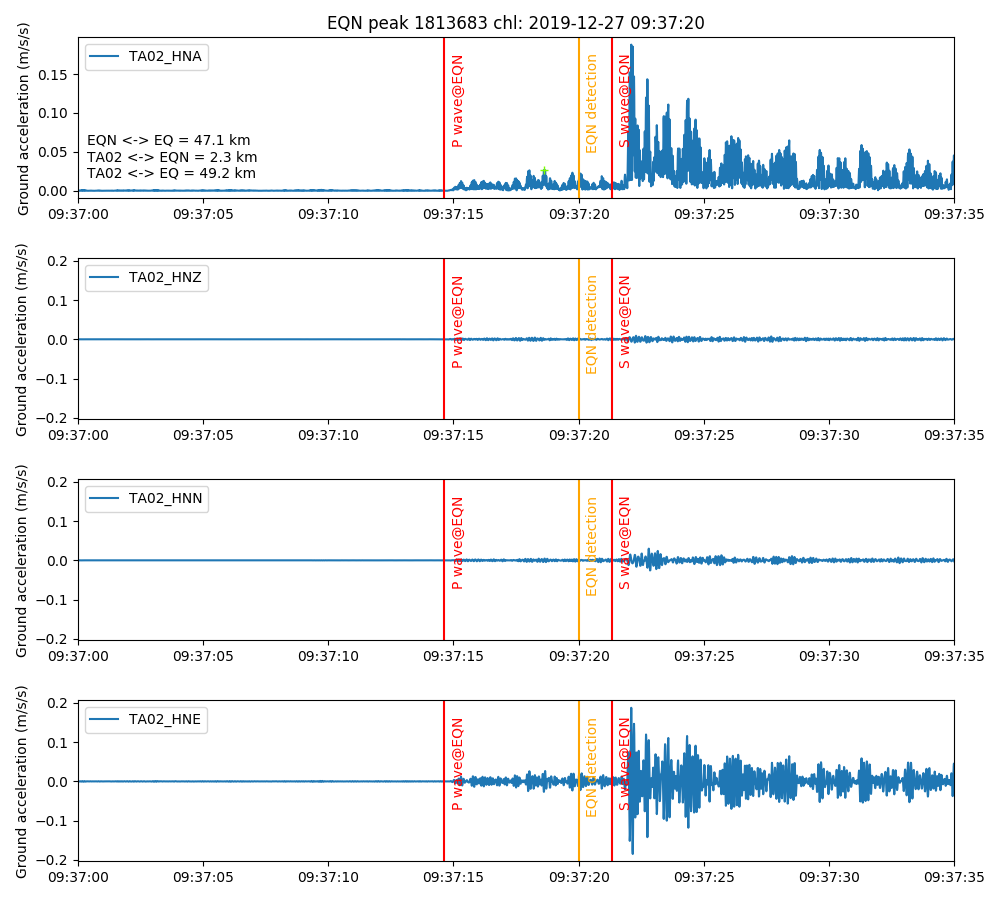 EQN peak 1813683 chl: 2019-12-27 09:37:20
Ground acceleration (m/s/s)
0.15
0.10
0.05
0.00
TA02_HNA
EQN <-> EQ = 47.1 km
TA02 <-> EQN = 2.3 km
TA02 <-> EQ = 49.2 km
P wave@EQN
EQN detection
S wave@EQN
09:37:00 09:37:05 09:37:10 09:37:15 09:37:20 09:37:25 09:37:30 09:37:35
Ground acceleration (m/s/s)
0.2
0.1
0.0
−0.1
−0.2
TA02_HNZ
P wave@EQN
EQN detection
S wave@EQN
09:37:00 09:37:05 09:37:10 09:37:15 09:37:20 09:37:25 09:37:30 09:37:35
Ground acceleration (m/s/s)
0.2
0.1
0.0
−0.1
−0.2
TA02_HNN
P wave@EQN
EQN detection
S wave@EQN
09:37:00 09:37:05 09:37:10 09:37:15 09:37:20 09:37:25 09:37:30 09:37:35
Ground acceleration (m/s/s)
0.2
0.1
0.0
−0.1
−0.2
TA02_HNE
P wave@EQN
EQN detection
S wave@EQN
09:37:00 09:37:05 09:37:10 09:37:15 09:37:20 09:37:25 09:37:30 09:37:35